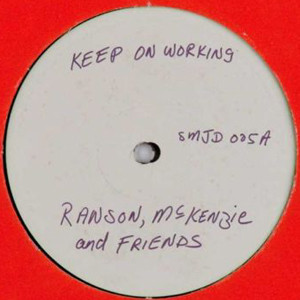 KEEP ON WORKING
SMJD 005A
RANSON, McKENZIE
and FRIENDS